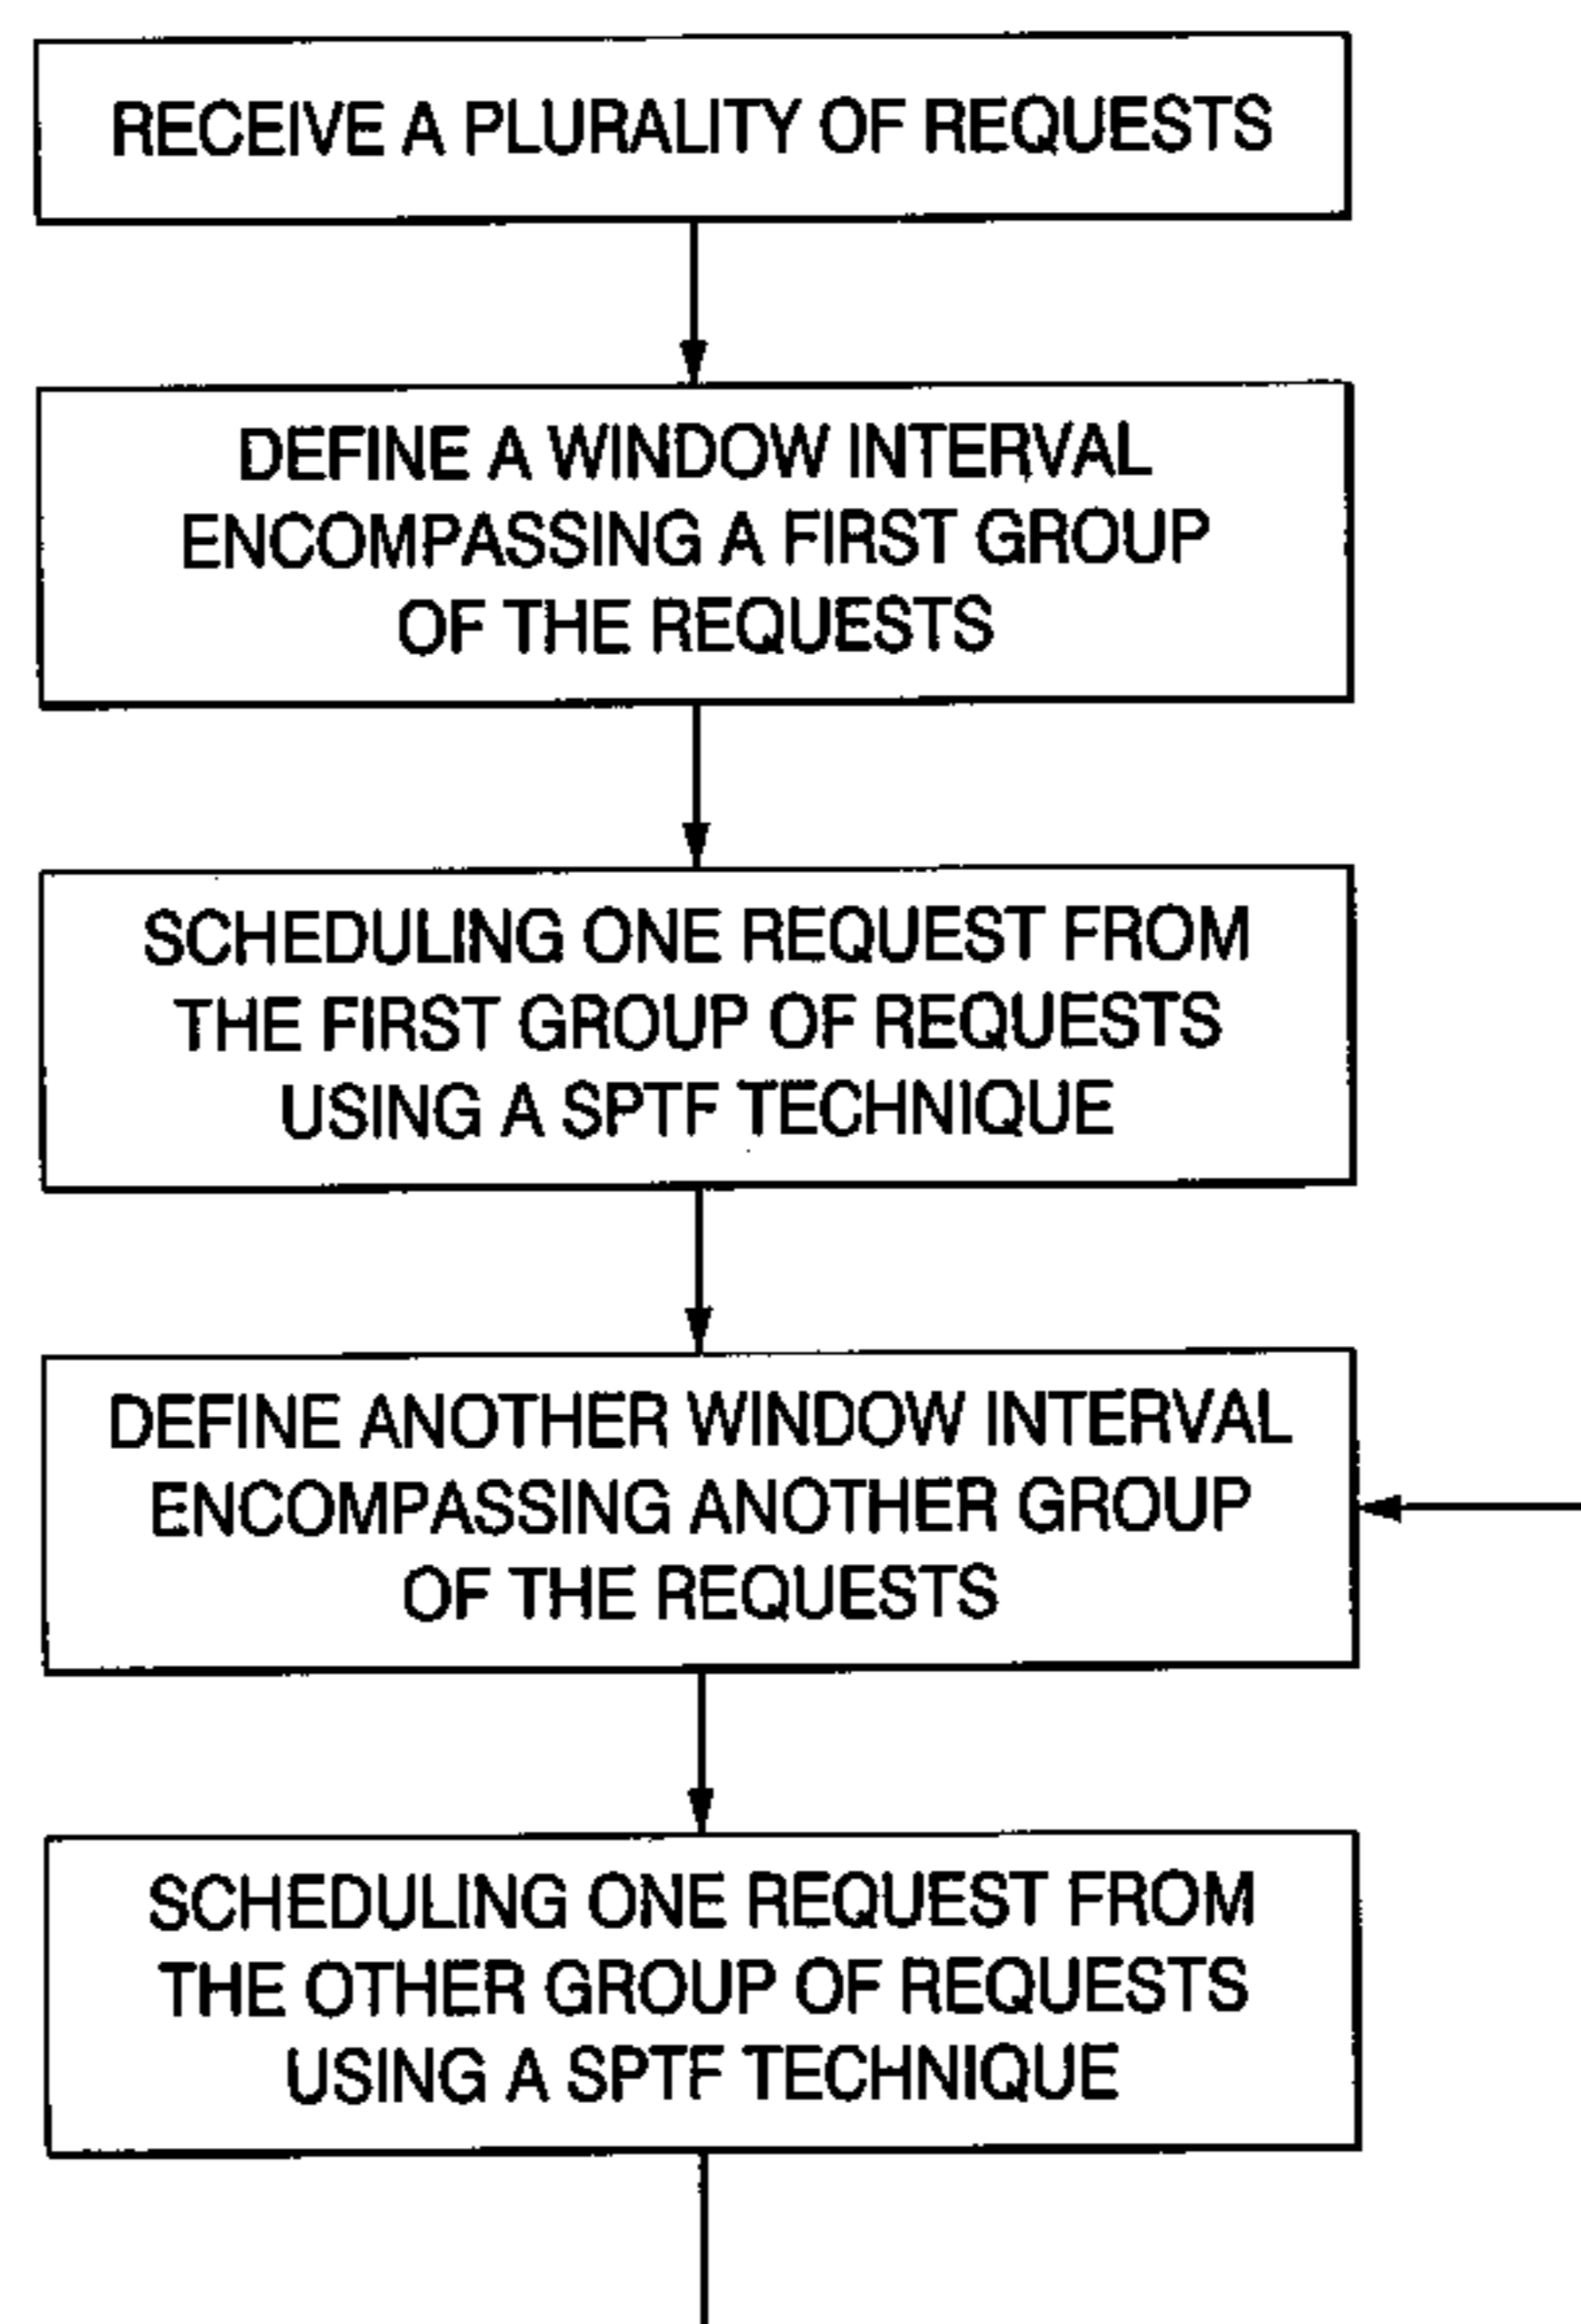 RECEIVE A PLURALITY OF REQUESTS
DEFINE A WINDOW INTERVAL
ENCOMPASSING A FIRST GROUP
OF THE REQUESTS
SCHEDULING ONE REQUEST FROM
THE FIRST GROUP OF REQUESTS
USING A SPTF TECHNIQUE
DEFINE ANOTHER WINDOW INTERVAL
ENCOMPASSING ANOTHER GROUP
OF THE REQUESTS
SCHEDULING ONE REQUEST FROM
THE OTHER GROUP OF REQUESTS
USING A SPTF TECHNIQUE